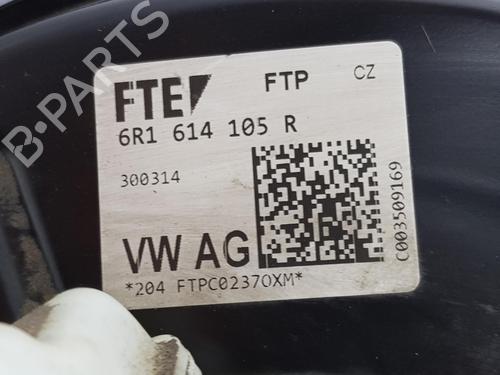 FTE FTP CZ
6R1 614 105 R
300314
VW AG
C003509169
*204 FTPC02370XM*
B-PARTS